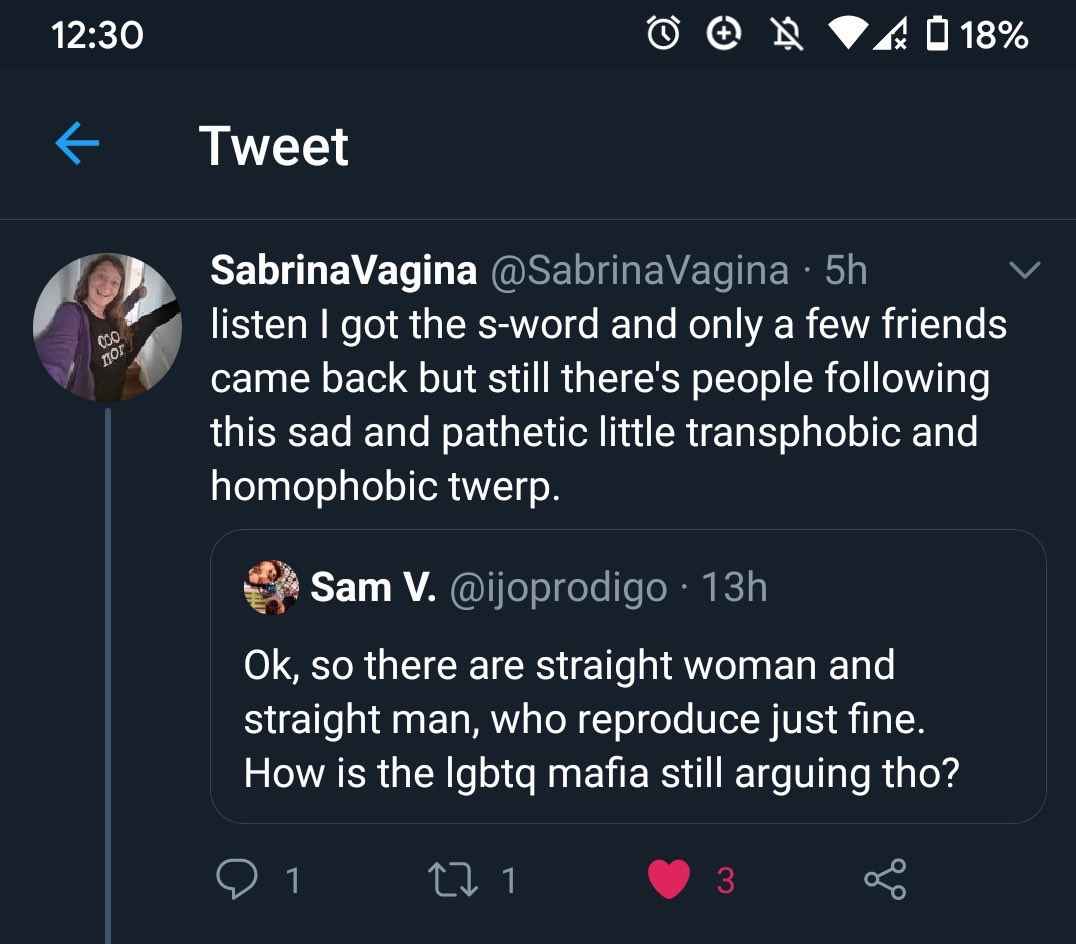 12:30 18%
Tweet
SabrinaVagina @SabrinaVagina · 5h
listen I got the s-word and only a few friends
came back but still there's people following
this sad and pathetic little transphobic and
homophobic twerp.
Sam V. @ijoprodigo · 13h
Ok, so there are straight woman and
straight man, who reproduce just fine.
How is the lgbtq mafia still arguing tho?
1 1 3